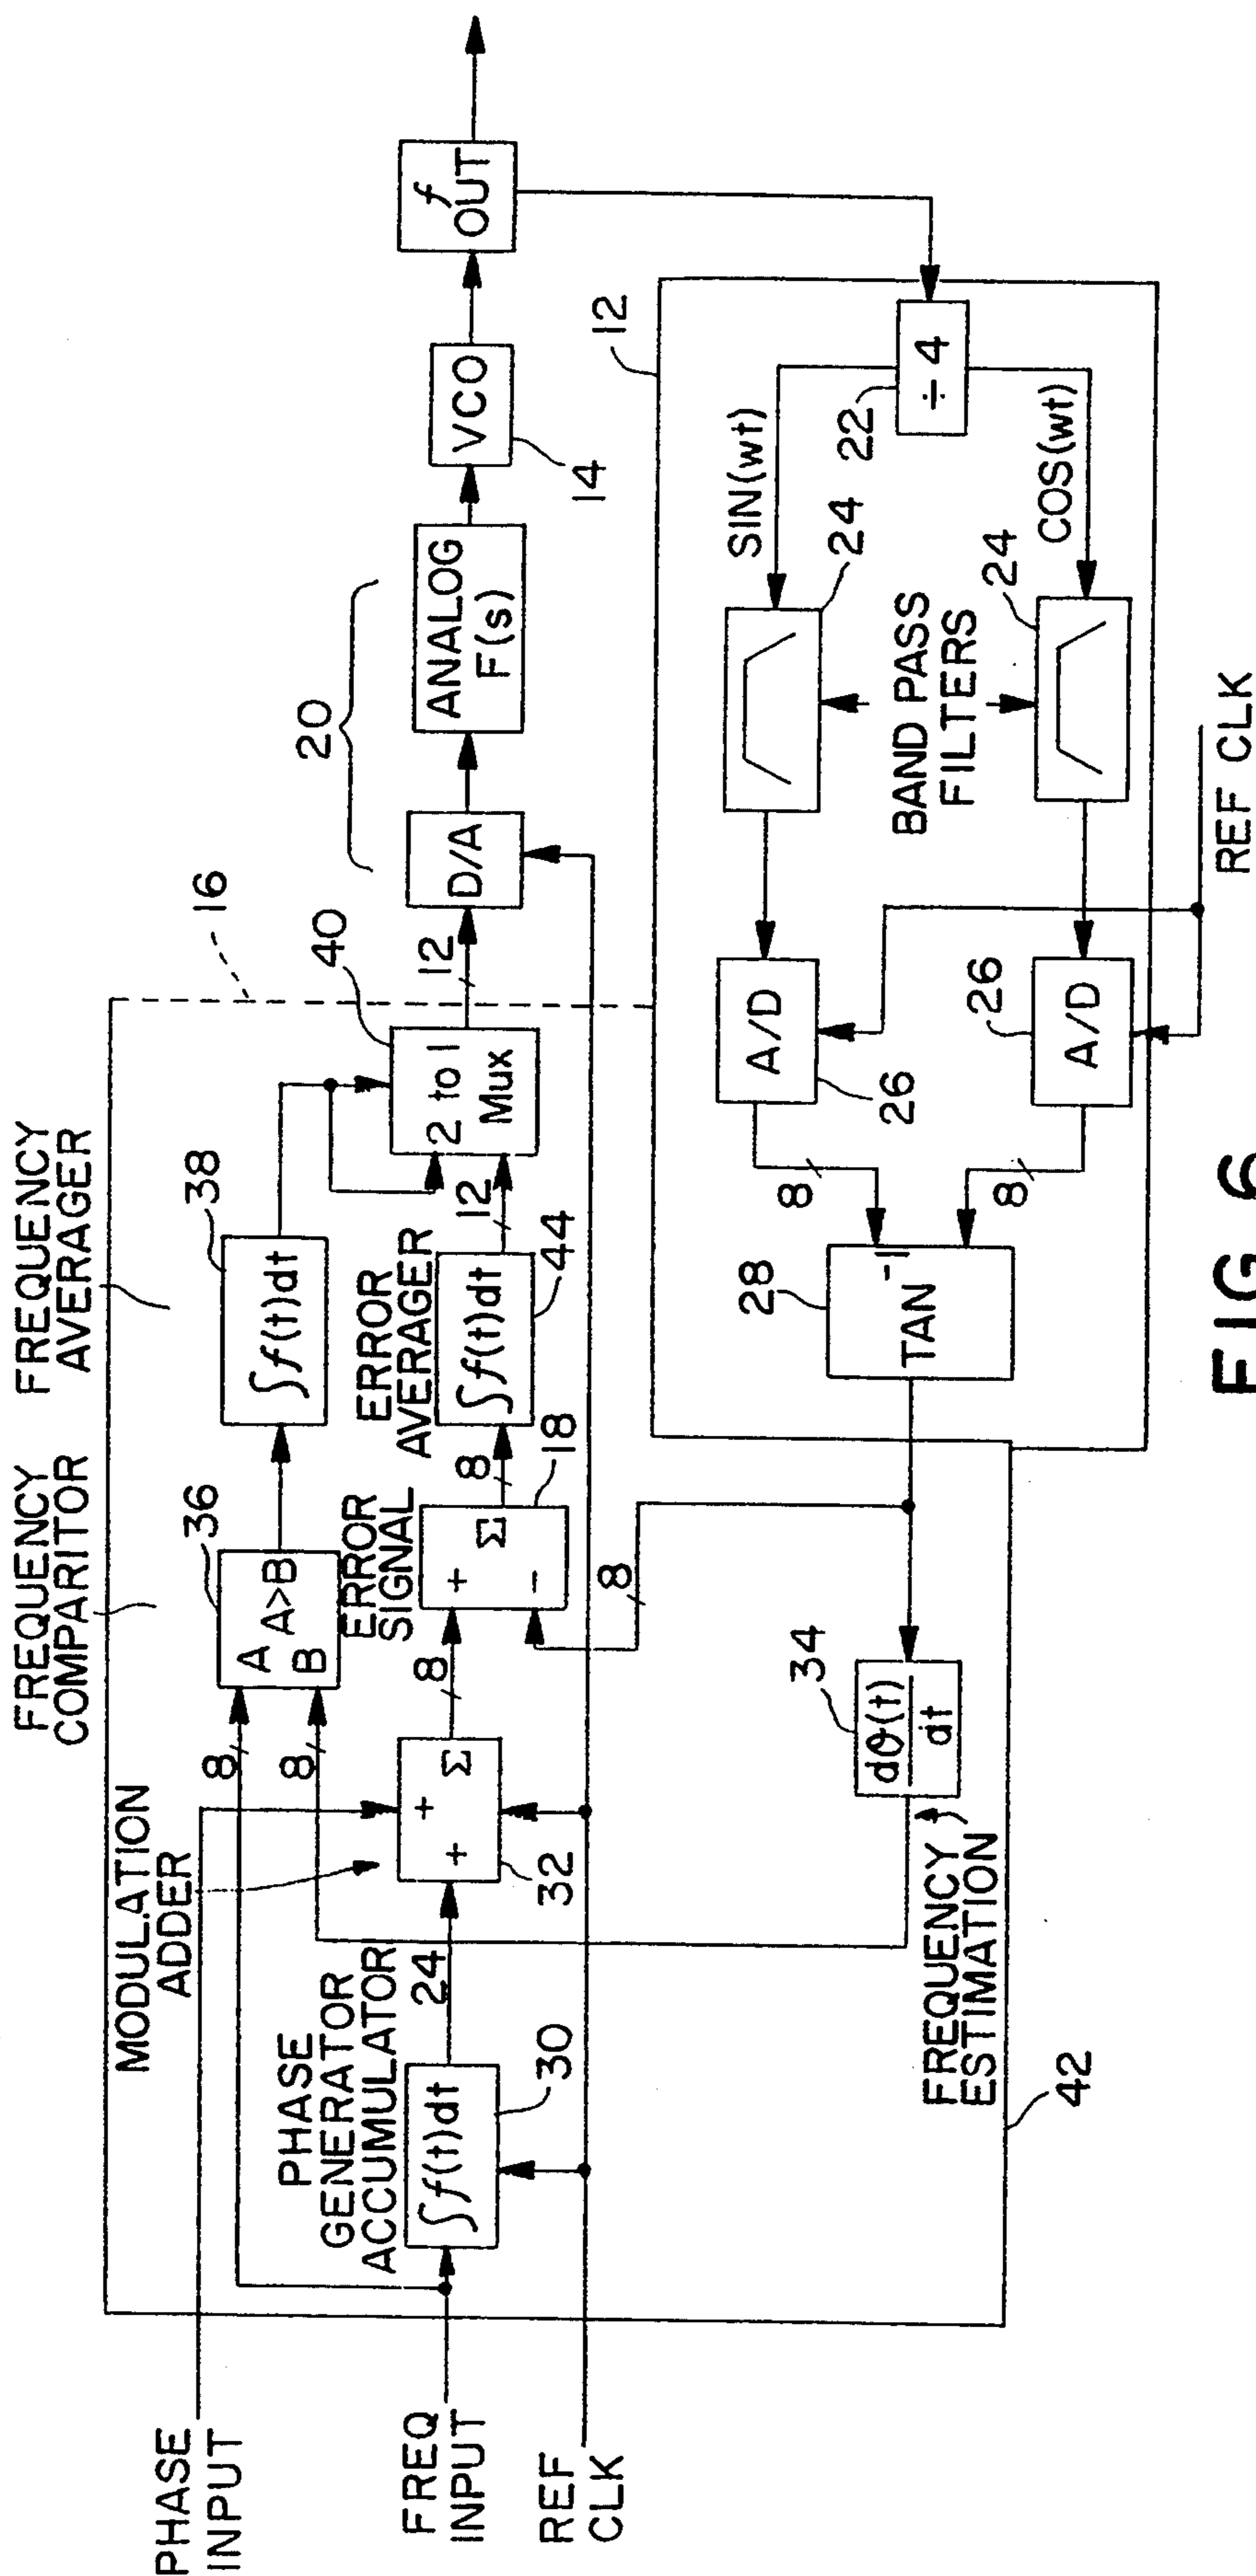 FREQUENCY
COMPARITOR
FREQUENCY
AVERAGER
16
MODULATION
ADDER
36
A
A>B
B
8
8
38
∫f(t)dt
40
2 to 1
Mux
12
20
D/A
ANALOG
F(s)
VCO
14
f
OUT
PHASE
INPUT
FREQ
INPUT
REF
CLK
PHASE
GENERATOR
ACCUMULATOR
∫f(t)dt
30
24
+
+
Σ
32
8
ERROR
SIGNAL
+
-
Σ
18
8
ERROR
AVERAGER
∫f(t)dt
44
12
8
12
SIN(wt)
÷4
22
COS(wt)
24
24
BAND PASS
FILTERS
A/D
26
A/D
26
8
8
28
TAN-1
34
dθ(t)
dt
FREQUENCY
ESTIMATION
42
REF CLK
FIG. 6